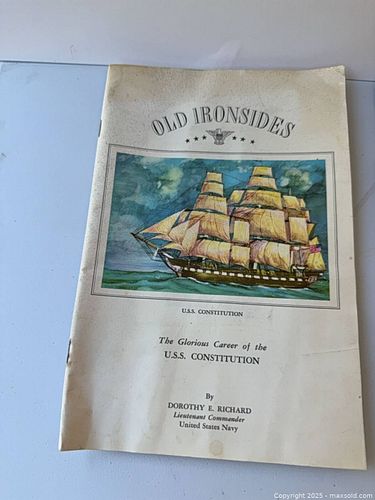 OLD IRONSIDES
U.S.S. CONSTITUTION
The Glorious Career of the
U.S.S. CONSTITUTION
By
DOROTHY E. RICHARD
Lieutenant Commander
United States Navy
Copyright 2025 - maxsold.com